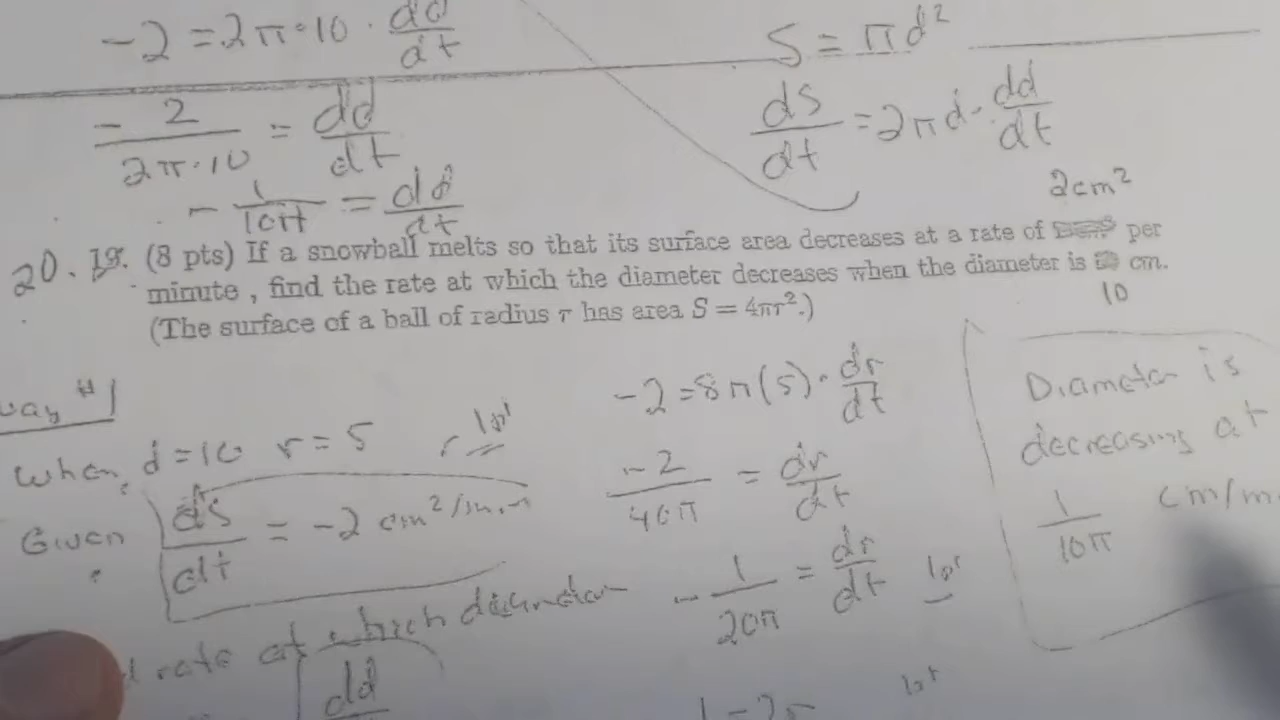 -2 = 2π·10 · dd/dt
S = πd²
-2/(2π·10) = dd/dt
dS/dt = 2πd · dd/dt
-1/(10π) = dd/dt
2cm²
20. 19. (8 pts) If a snowball melts so that its surface area decreases at a rate of per
minute , find the rate at which the diameter decreases when the diameter is cm.
10
(The surface of a ball of radius r has area S = 4πr².)
way #1
When d=10 r = 5
1pt
Given dS/dt = -2 cm²/min
rate at which diameter
dd
-2 = 8π(5) · dr/dt
-2/(40π) = dr/dt
-1/(20π) = dr/dt 1pt
1pt
Diameter is
decreasing at
1/(10π) cm/m